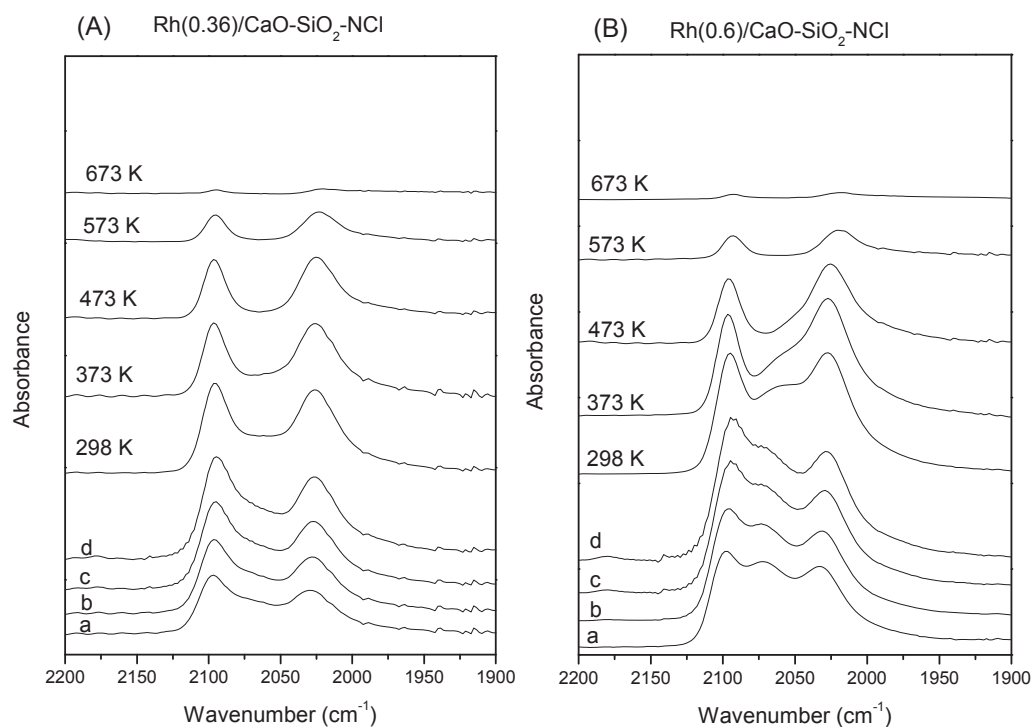 (A) Rh(0.36)/CaO-SiO₂-NCl
673 K
573 K
473 K
373 K
298 K
d
c
b
a
Absorbance
2200 2150 2100 2050 2000 1950 1900
Wavenumber (cm⁻¹)
(B) Rh(0.6)/CaO-SiO₂-NCl
673 K
573 K
473 K
373 K
298 K
d
c
b
a
Absorbance
2200 2150 2100 2050 2000 1950 1900
Wavenumber (cm⁻¹)